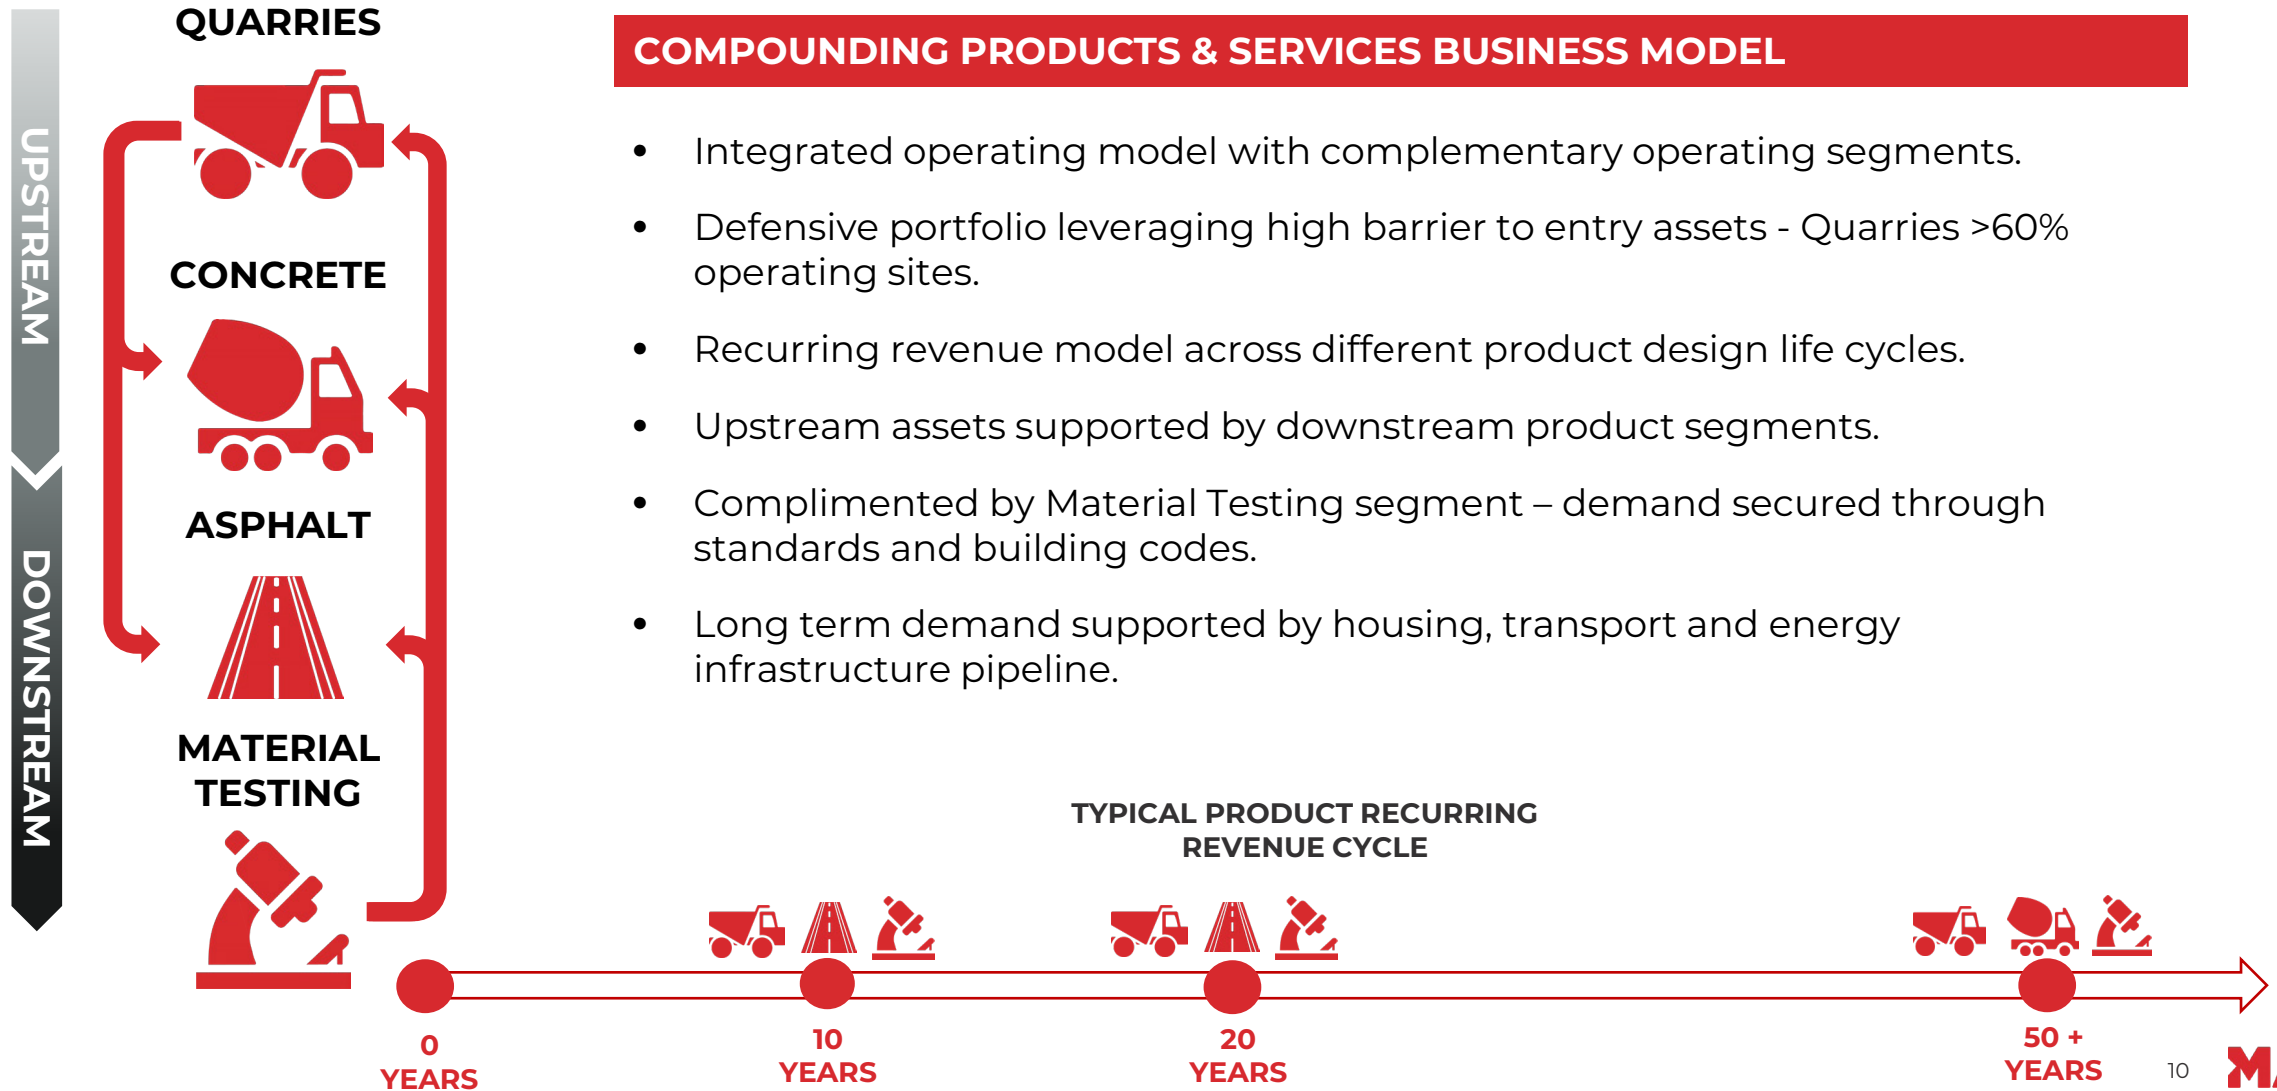 UPSTREAM
DOWNSTREAM
QUARRIES
CONCRETE
ASPHALT
MATERIAL
TESTING
COMPOUNDING PRODUCTS & SERVICES BUSINESS MODEL
• Integrated operating model with complementary operating segments.
• Defensive portfolio leveraging high barrier to entry assets - Quarries >60%
operating sites.
• Recurring revenue model across different product design life cycles.
• Upstream assets supported by downstream product segments.
• Complimented by Material Testing segment – demand secured through
standards and building codes.
• Long term demand supported by housing, transport and energy
infrastructure pipeline.
TYPICAL PRODUCT RECURRING
REVENUE CYCLE
0
YEARS
10
YEARS
20
YEARS
50 +
YEARS
10